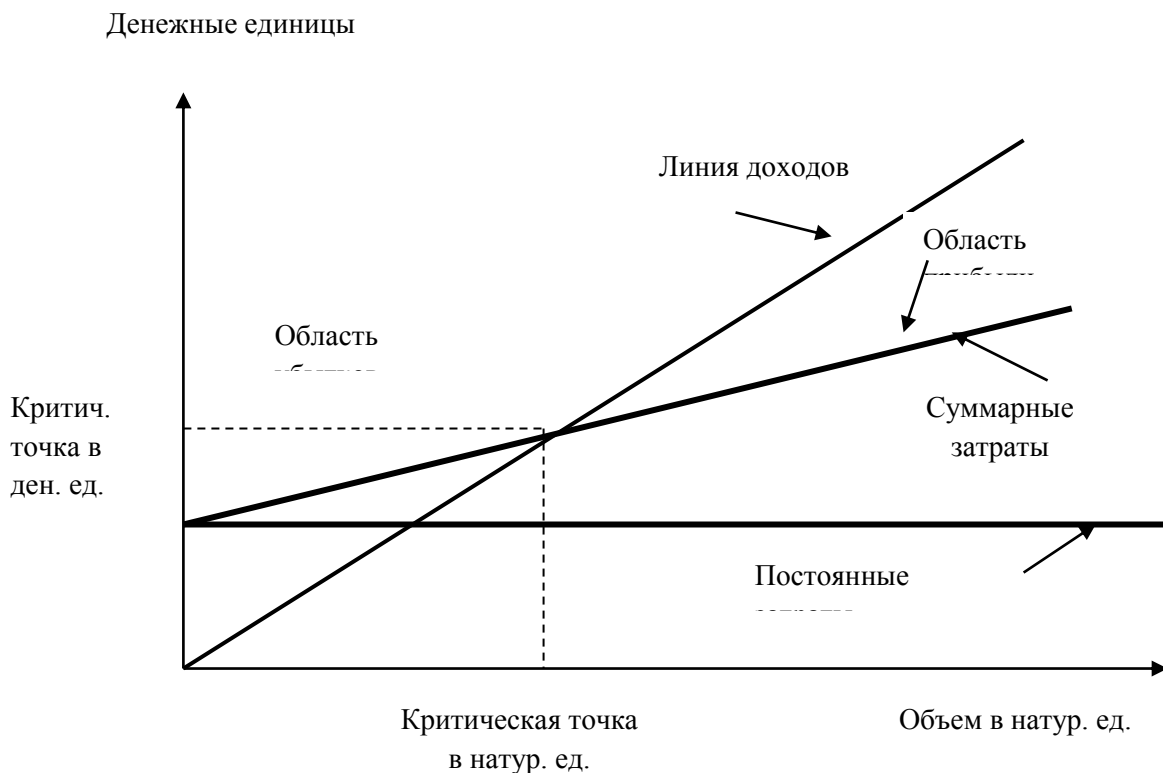 Денежные единицы
Линия доходов
Область
Область
Критич.
точка в
ден. ед.
Суммарные
затраты
Постоянные
Критическая точка
в натур. ед.
Объем в натур. ед.